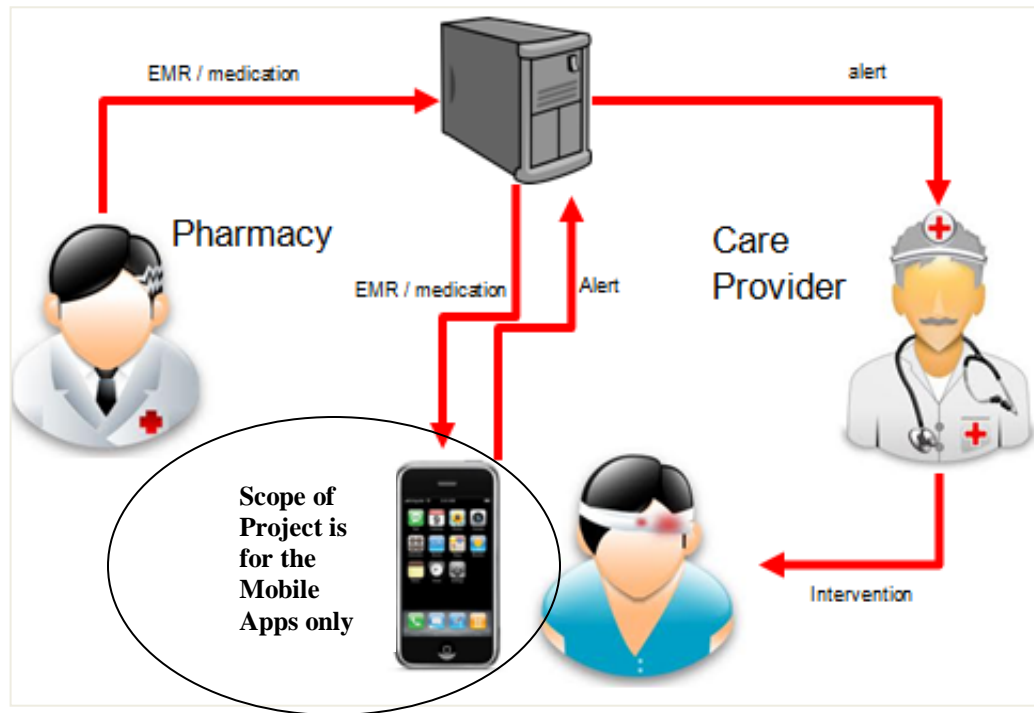 EMR / medication
alert
Pharmacy
Care
Provider
EMR / medication
Alert
Scope of
Project is
for the
Mobile
Apps only
Intervention